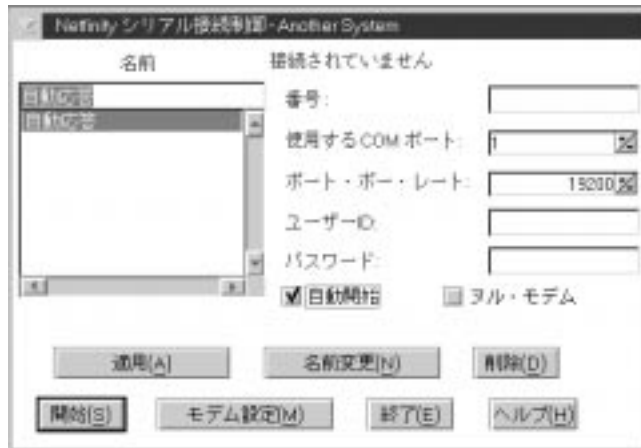 Netfinity シリアル接続制御 - Another System
名前
接続されていません
自動応答
自動応答
番号:
使用する COM ポート:
1
ポート・ボー・レート:
19200
ユーザーID:
パスワード:
自動開始
ヌル・モデム
適用(A)
名前変更(N)
削除(D)
開始(S)
モデム設定(M)
終了(E)
ヘルプ(H)